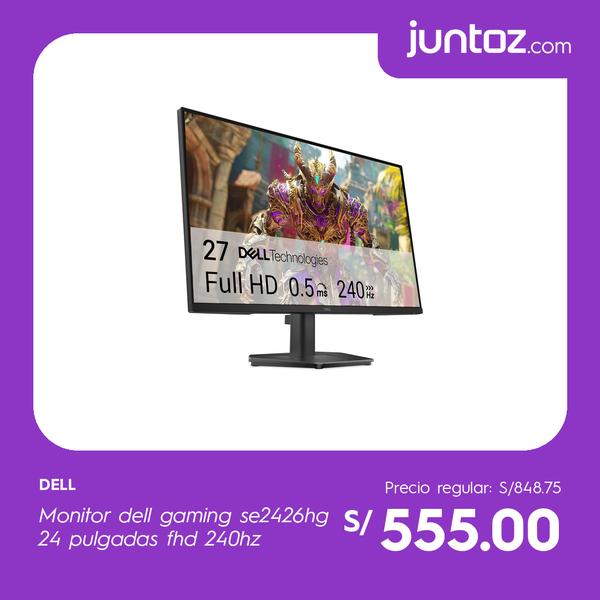 juntoz.com
27 DELL Technologies
Full HD 0.5 ms 240 Hz
DELL
DELL
Monitor dell gaming se2426hg
24 pulgadas fhd 240hz
Precio regular: S/848.75
S/ 555.00